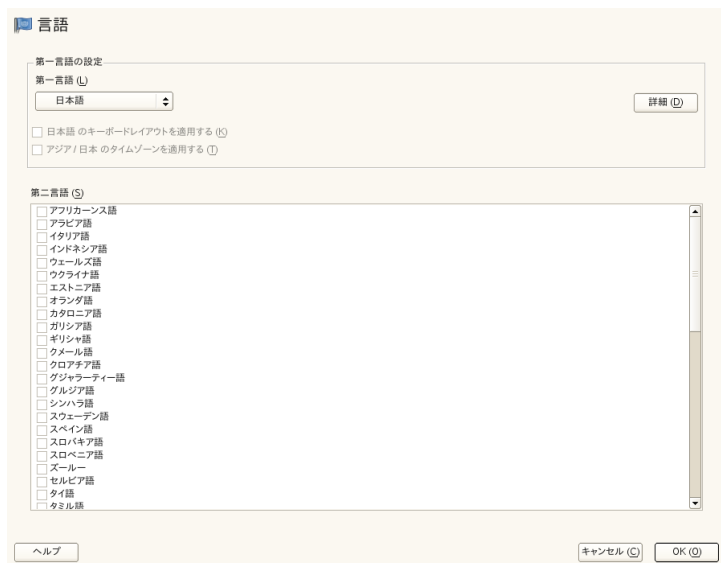 言語
第一言語の設定
第一言語 (L)
日本語
詳細 (D)
日本語 のキーボードレイアウトを適用する (K)
アジア / 日本 のタイムゾーンを適用する (T)
第二言語 (S)
アフリカーンス語
アラビア語
イタリア語
インドネシア語
ウェールズ語
ウクライナ語
エストニア語
オランダ語
カタロニア語
ガリシア語
ギリシャ語
クメール語
クロアチア語
グジャラーティー語
グルジア語
シンハラ語
スウェーデン語
スペイン語
スロバキア語
スロベニア語
ズールー
セルビア語
タイ語
タミル語
ヘルプ
キャンセル (C)
OK (O)